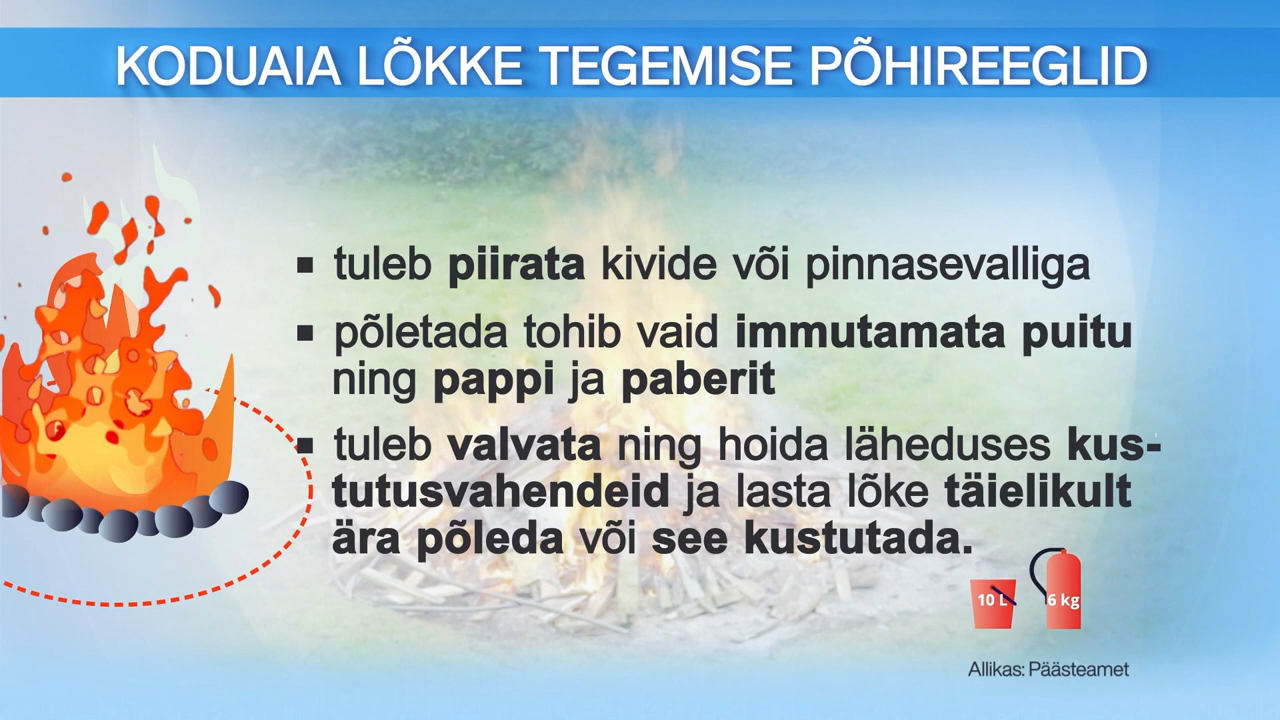 KODUAIA LÕKKE TEGEMISE PÕHIREEGLID
▪ tuleb piirata kivide või pinnasevalliga
▪ põletada tohib vaid immutamata puitu
ning pappi ja paberit
▪ tuleb valvata ning hoida läheduses kus-
tutusvahendeid ja lasta lõke täielikult
ära põleda või see kustutada.
10 L 6 kg
Allikas: Päästeamet